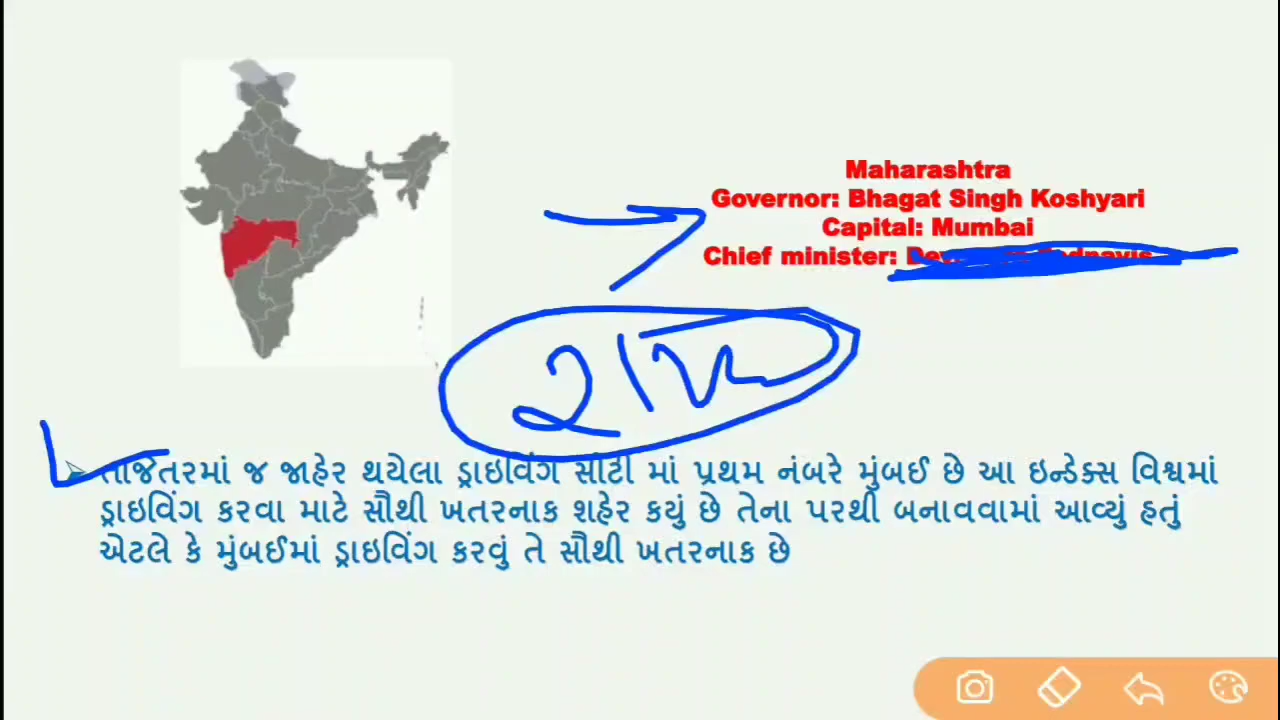 Maharashtra
Governor: Bhagat Singh Koshyari
Capital: Mumbai
Chief minister:
તાજેતરમાં જ જાહેર થયેલા ડ્રાઇવિંગ સીટી માં પ્રથમ નંબરે મુંબઈ છે આ ઇન્ડેક્સ વિશ્વમાં
ડ્રાઇવિંગ કરવા માટે સૌથી ખતરનાક શહેર કયું છે તેના પરથી બનાવવામાં આવ્યું હતું
એટલે કે મુંબઈમાં ડ્રાઇવિંગ કરવું તે સૌથી ખતરનાક છે